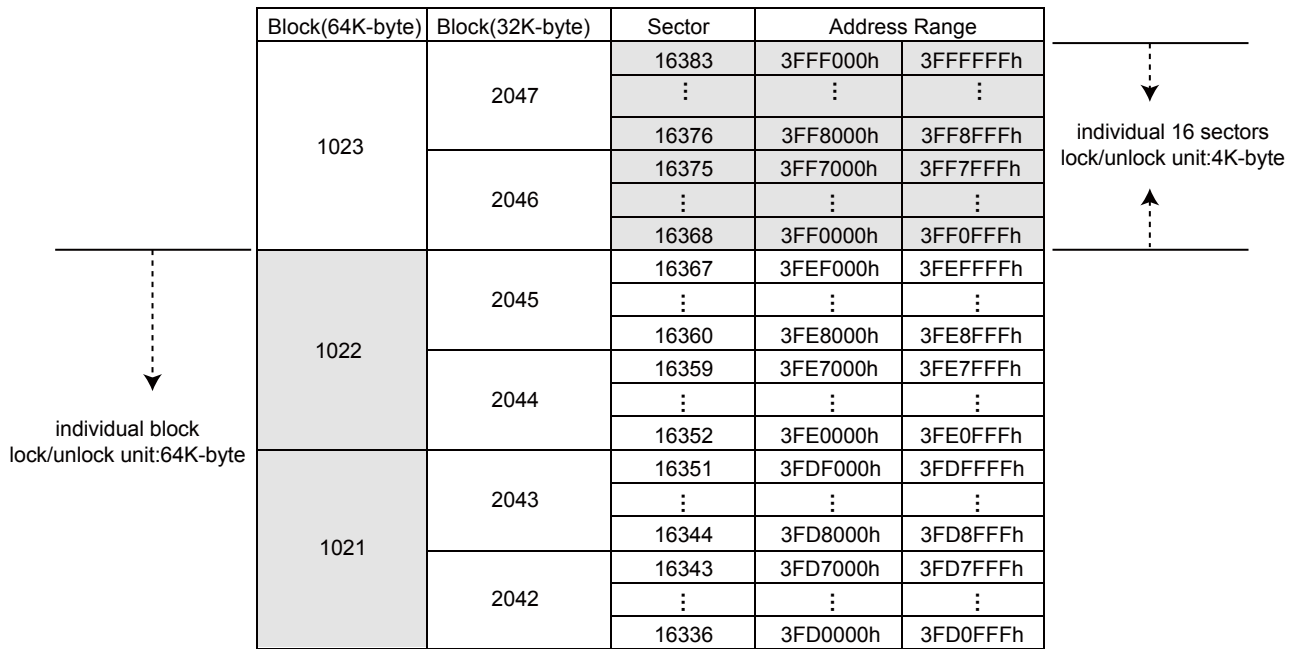 Block(64K-byte) Block(32K-byte) Sector Address Range
1023 2047 16383 3FFF000h 3FFFFFFh
⋮ ⋮ ⋮
16376 3FF8000h 3FF8FFFh
2046 16375 3FF7000h 3FF7FFFh
⋮ ⋮ ⋮
16368 3FF0000h 3FF0FFFh
individual 16 sectors
lock/unlock unit:4K-byte
1022 2045 16367 3FEF000h 3FEFFFFh
⋮ ⋮ ⋮
16360 3FE8000h 3FE8FFFh
2044 16359 3FE7000h 3FE7FFFh
⋮ ⋮ ⋮
16352 3FE0000h 3FE0FFFh
individual block
lock/unlock unit:64K-byte
1021 2043 16351 3FDF000h 3FDFFFFh
⋮ ⋮ ⋮
16344 3FD8000h 3FD8FFFh
2042 16343 3FD7000h 3FD7FFFh
⋮ ⋮ ⋮
16336 3FD0000h 3FD0FFFh